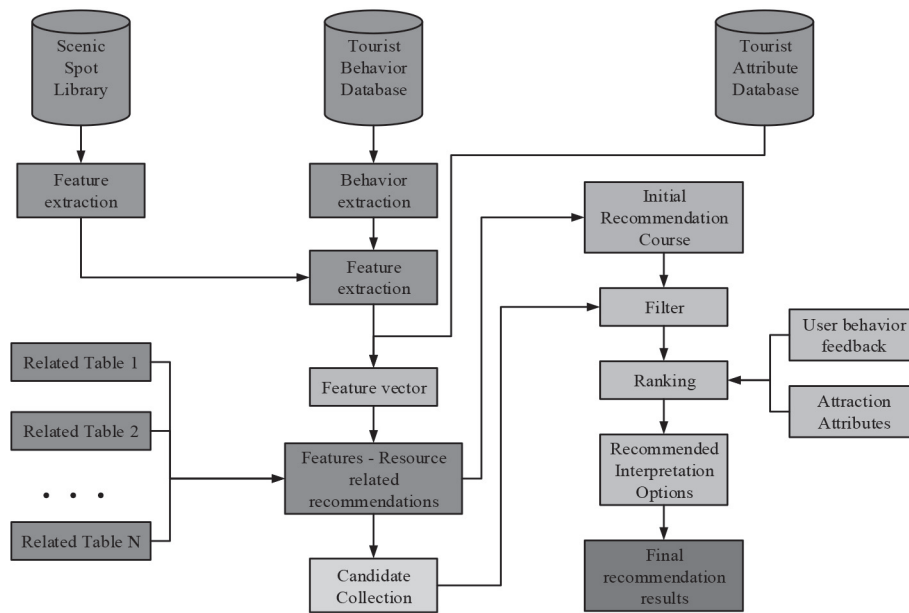 Scenic
Spot
Library
Tourist
Behavior
Database
Tourist
Attribute
Database
Feature
extraction
Behavior
extraction
Initial
Recommendation
Course
Feature
extraction
Filter
User behavior
feedback
Related Table 1
Feature vector
Ranking
Attraction
Attributes
Related Table 2
Features - Resource
related
recommendations
Recommended
Interpretation
Options
. . .
Related Table N
Candidate
Collection
Final
recommendation
results